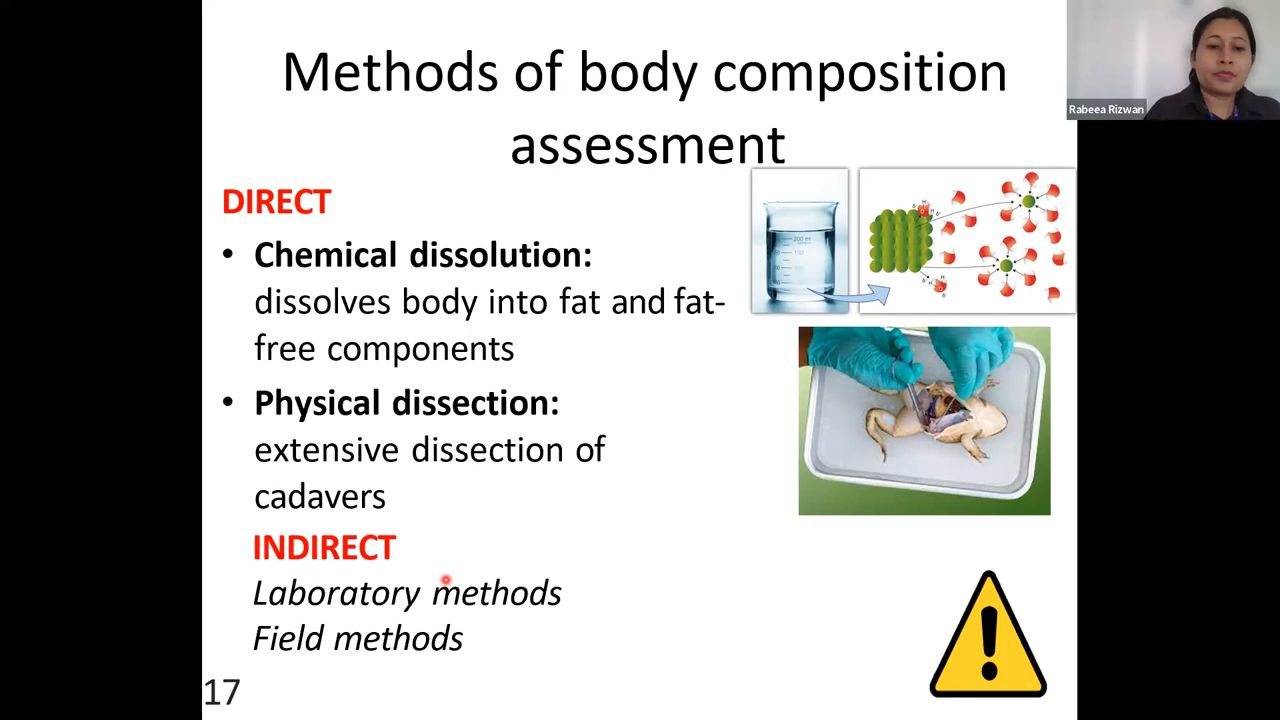 Methods of body composition
assessment
Rabeea Rizwan
DIRECT
• Chemical dissolution:
dissolves body into fat and fat-
free components
• Physical dissection:
extensive dissection of
cadavers
INDIRECT
Laboratory methods
Field methods
17